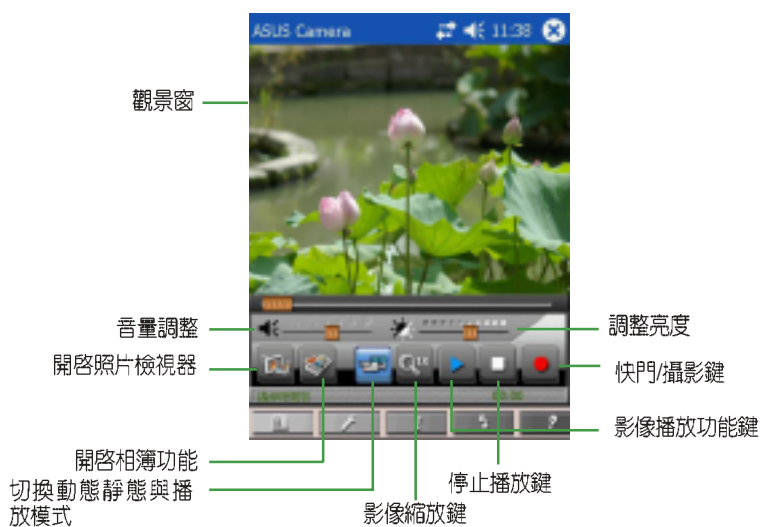 ASUS Camera 11:38
觀景窗
音量調整
調整亮度
開啓照片檢視器
快門/攝影鍵
影像播放功能鍵
開啓相簿功能
停止播放鍵
切換動態靜態與播
放模式
影像縮放鍵